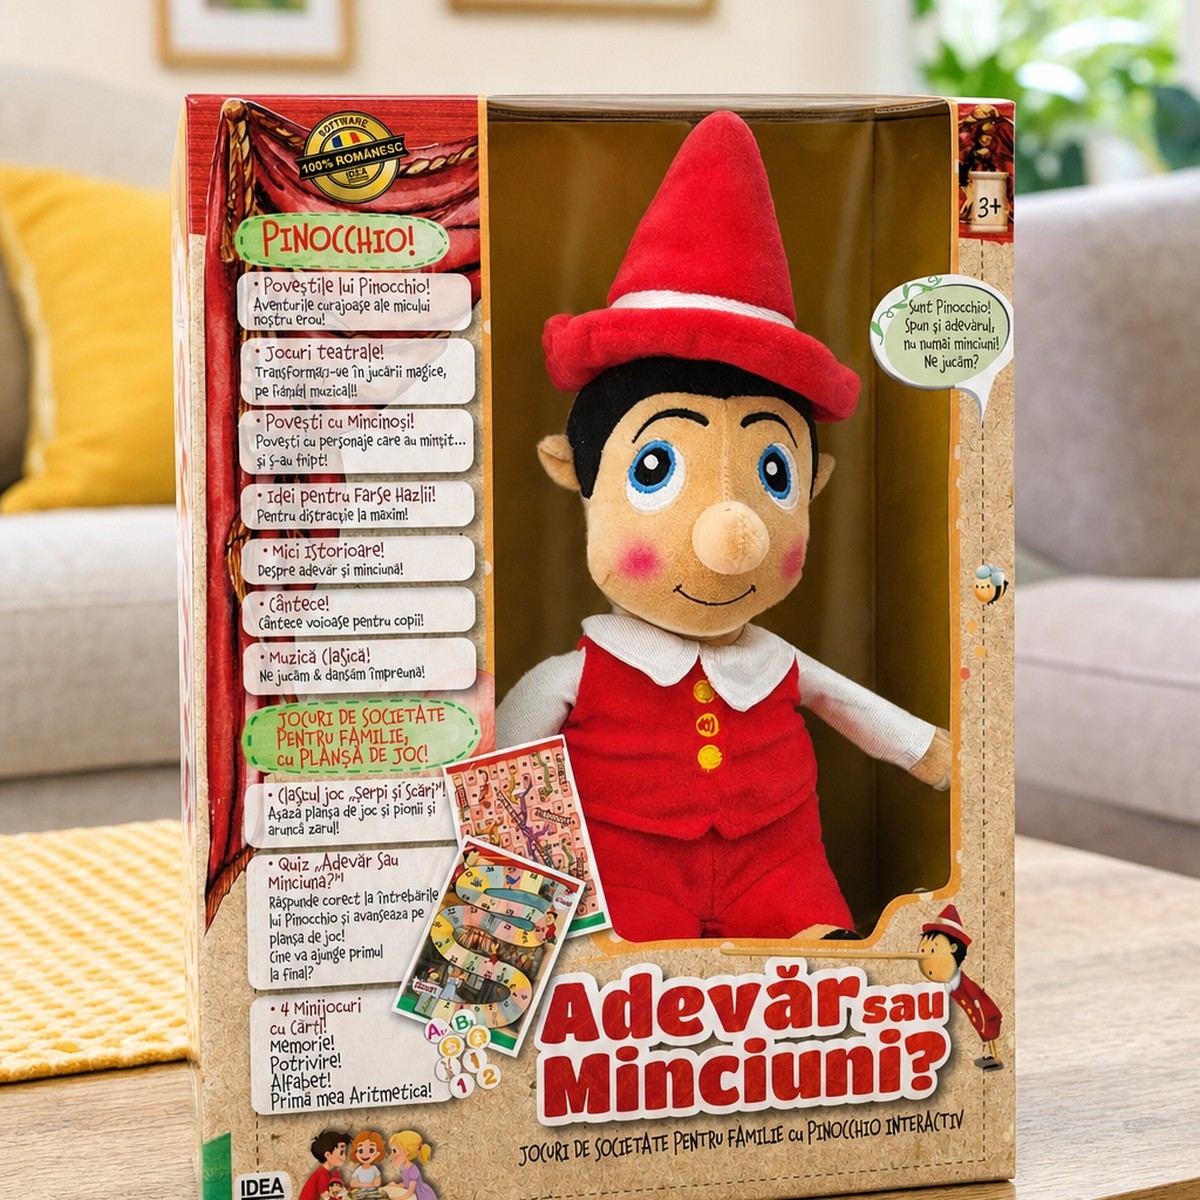 SOFTWARE
100% ROMÂNESC
IDEA
PINOCCHIO!
• Poveștile lui Pinocchio!
Aventurile curajoase ale micului
nostru erou!
• Jocuri teatrale!
în jucării magice,
pe muzical!!
• Povești cu Mincinoși!
Povești cu personaje care au mințit...
și s-au fript!
• Idei pentru Farse Hazlii!
Pentru distracție la maxim!
• Mici Istorioare!
Despre adevăr și minciună!
• Cântece!
Cântece voioase pentru copii!
• Muzică Clasică!
Ne jucăm & dansăm împreună!
JOCURI DE SOCIETATE
PENTRU FAMILIE,
cu PLANȘĂ DE JOC!
joc „Șerpi și Scări”!
Așază planșa de joc și pionii și
aruncă zarul!
• Quiz „Adevăr sau
Minciuna?”
Răspunde corect la întrebările
lui Pinocchio și avansează pe
planșa de joc!
Cine va ajunge primul
la final?
• 4 Minijocuri
cu Cărți!
Memorie!
Potrivire!
Alfabet!
Prima mea Aritmetica!
A
B
1
1 2
3+
Sunt Pinocchio!
Spun și adevărul,
nu numai minciuni!
Ne jucăm?
Adevăr sau
Minciuni?
JOCURI DE SOCIETATE PENTRU FAMILIE cu PINOCCHIO INTERACTIV
IDEA